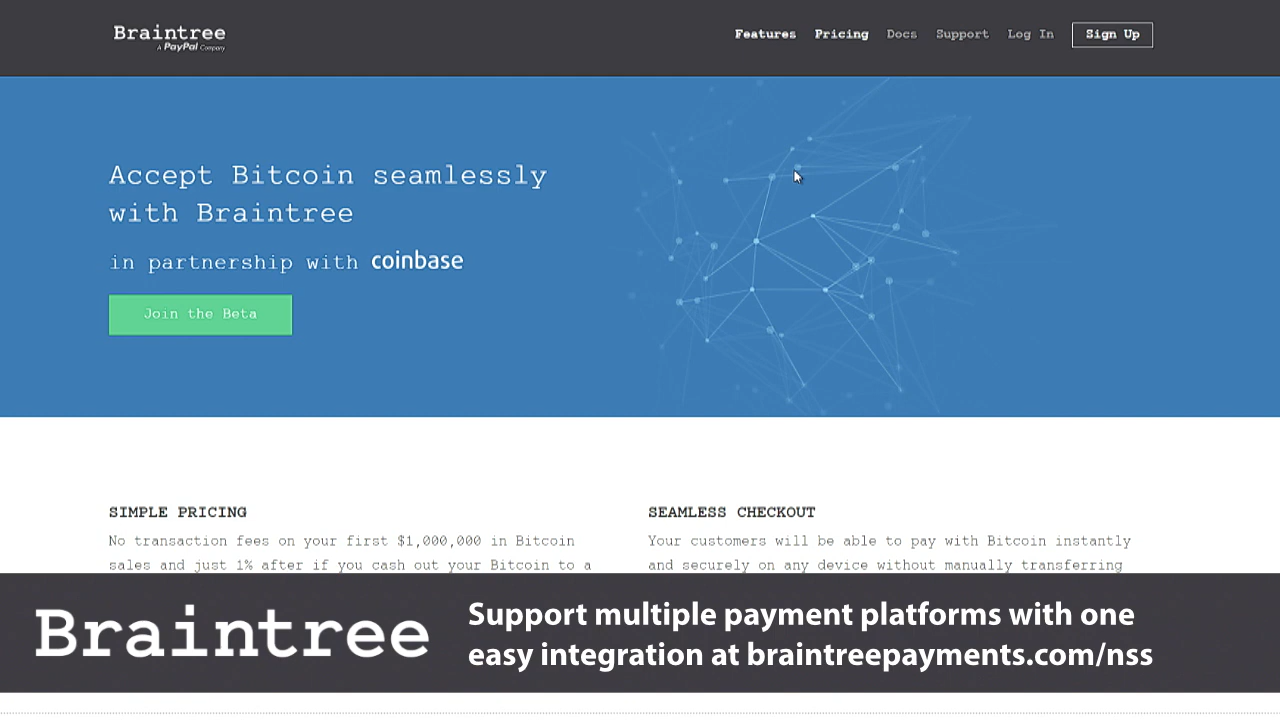 Braintree
A PayPal Company
Features Pricing Docs Support Log In Sign Up
Accept Bitcoin seamlessly
with Braintree
in partnership with coinbase
Join the Beta
SIMPLE PRICING
No transaction fees on your first $1,000,000 in Bitcoin
sales and just 1% after if you cash out your Bitcoin to a
SEAMLESS CHECKOUT
Your customers will be able to pay with Bitcoin instantly
and securely on any device without manually transferring
Braintree
Support multiple payment platforms with one
easy integration at braintreepayments.com/nss